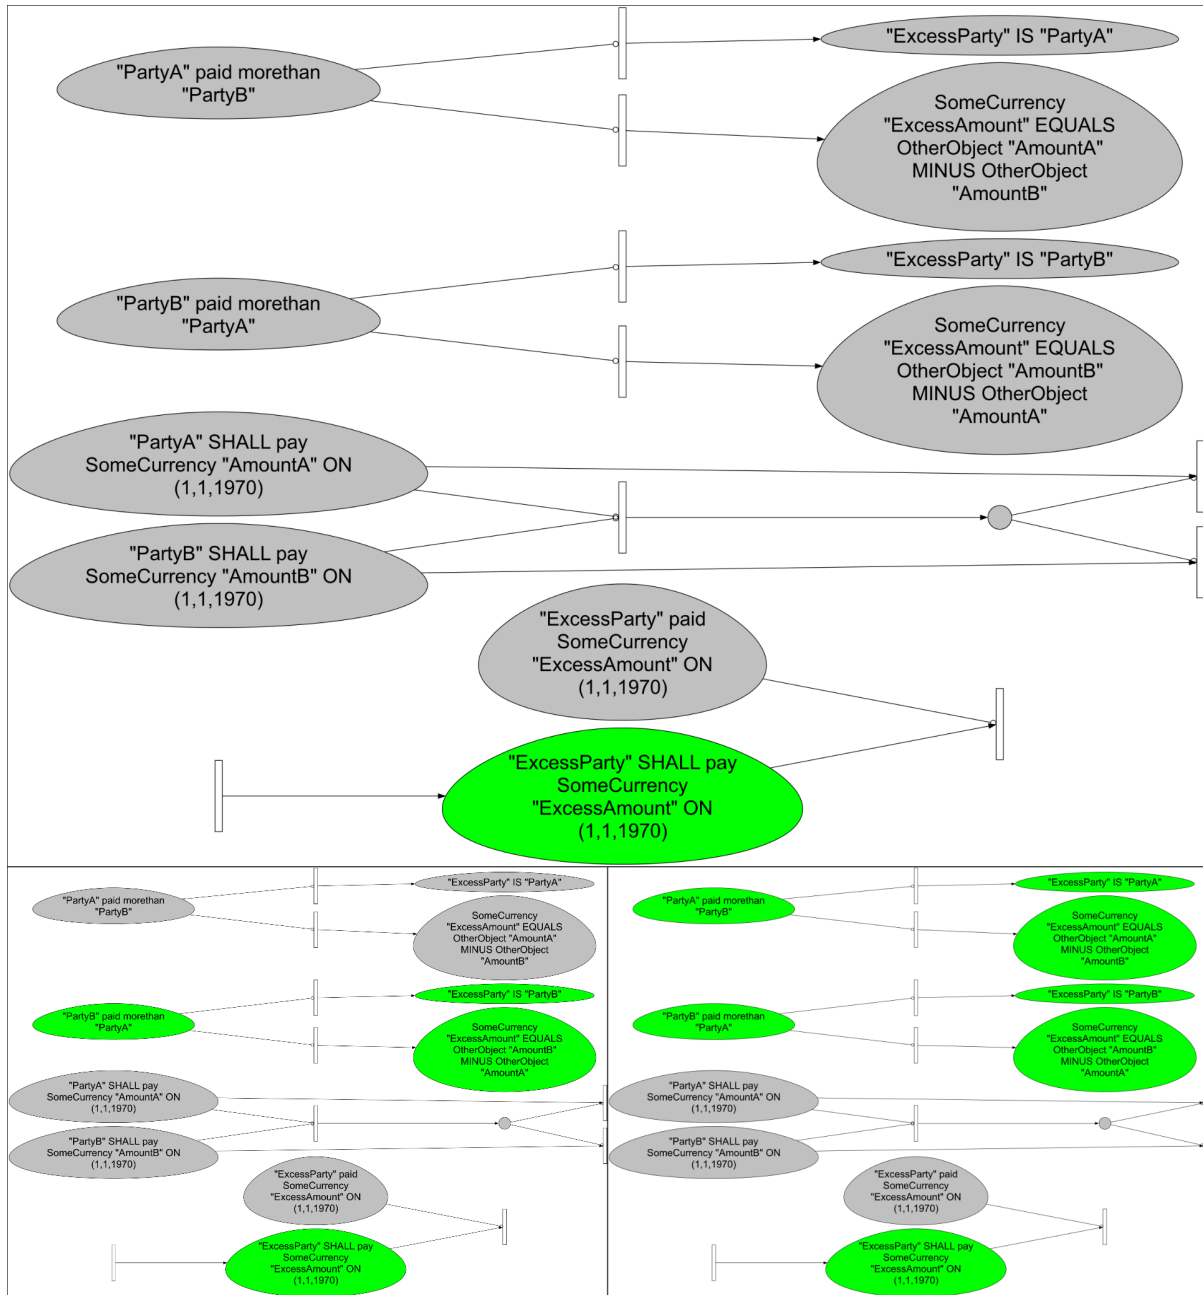 "PartyA" paid morethan
"PartyB"
"ExcessParty" IS "PartyA"
SomeCurrency
"ExcessAmount" EQUALS
OtherObject "AmountA"
MINUS OtherObject
"AmountB"
"PartyB" paid morethan
"PartyA"
"ExcessParty" IS "PartyB"
SomeCurrency
"ExcessAmount" EQUALS
OtherObject "AmountB"
MINUS OtherObject
"AmountA"
"PartyA" SHALL pay
SomeCurrency "AmountA" ON
(1,1,1970)
"PartyB" SHALL pay
SomeCurrency "AmountB" ON
(1,1,1970)
"ExcessParty" paid
SomeCurrency
"ExcessAmount" ON
(1,1,1970)
"ExcessParty" SHALL pay
SomeCurrency
"ExcessAmount" ON
(1,1,1970)
"PartyA" paid morethan
"PartyB"
"ExcessParty" IS "PartyA"
SomeCurrency
"ExcessAmount" EQUALS
OtherObject "AmountA"
MINUS OtherObject
"AmountB"
"PartyB" paid morethan
"PartyA"
"ExcessParty" IS "PartyB"
SomeCurrency
"ExcessAmount" EQUALS
OtherObject "AmountB"
MINUS OtherObject
"AmountA"
"PartyA" SHALL pay
SomeCurrency "AmountA" ON
(1,1,1970)
"PartyB" SHALL pay
SomeCurrency "AmountB" ON
(1,1,1970)
"ExcessParty" paid
SomeCurrency
"ExcessAmount" ON
(1,1,1970)
"ExcessParty" SHALL pay
SomeCurrency
"ExcessAmount" ON
(1,1,1970)
"PartyA" paid morethan
"PartyB"
"ExcessParty" IS "PartyA"
SomeCurrency
"ExcessAmount" EQUALS
OtherObject "AmountA"
MINUS OtherObject
"AmountB"
"PartyB" paid morethan
"PartyA"
"ExcessParty" IS "PartyB"
SomeCurrency
"ExcessAmount" EQUALS
OtherObject "AmountB"
MINUS OtherObject
"AmountA"
"PartyA" SHALL pay
SomeCurrency "AmountA" ON
(1,1,1970)
"PartyB" SHALL pay
SomeCurrency "AmountB" ON
(1,1,1970)
"ExcessParty" paid
SomeCurrency
"ExcessAmount" ON
(1,1,1970)
"ExcessParty" SHALL pay
SomeCurrency
"ExcessAmount" ON
(1,1,1970)